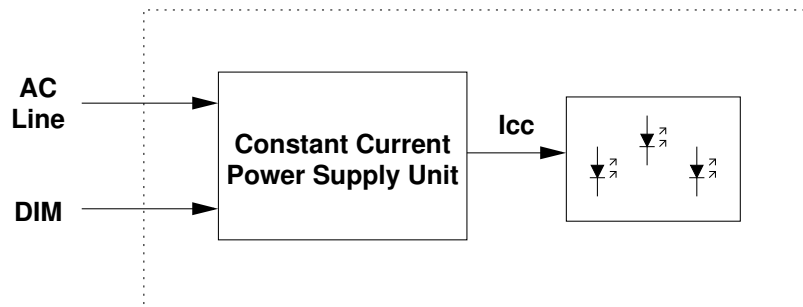 AC
Line
DIM
Constant Current
Power Supply Unit
Icc